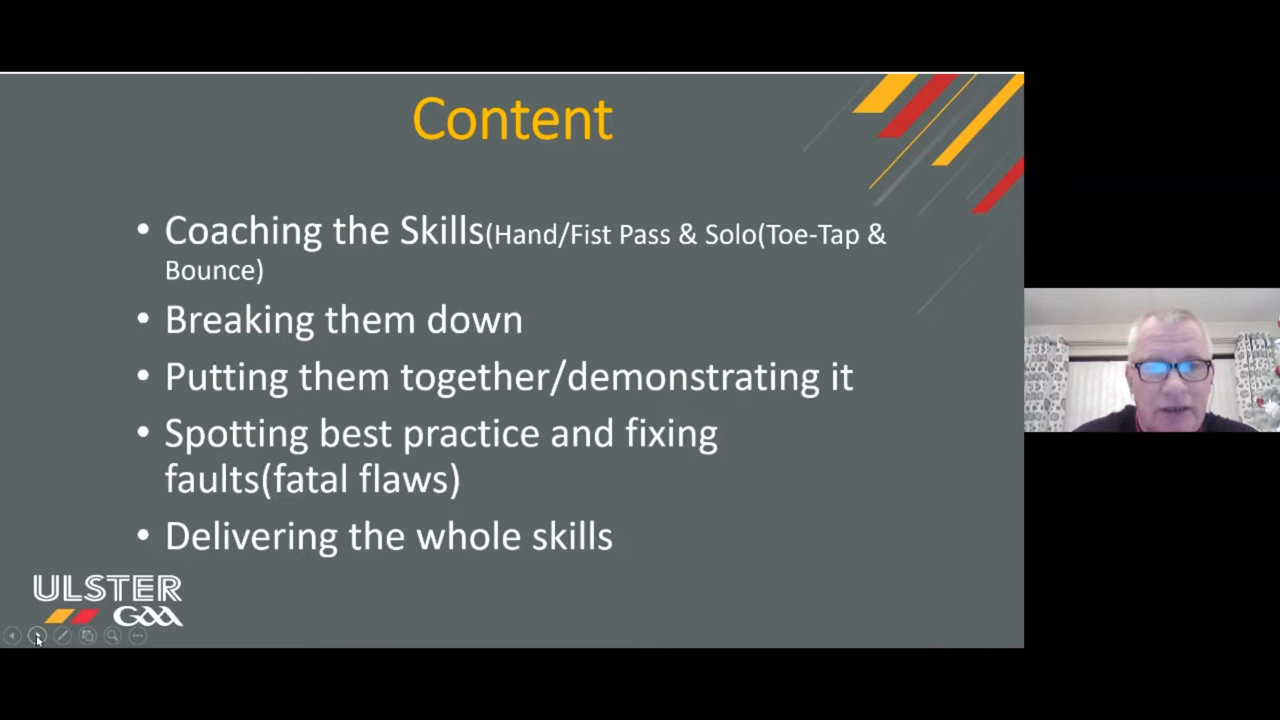 Content
• Coaching the Skills(Hand/Fist Pass & Solo(Toe-Tap &
Bounce)
• Breaking them down
• Putting them together/demonstrating it
• Spotting best practice and fixing
faults(fatal flaws)
• Delivering the whole skills
ULSTER
GAA